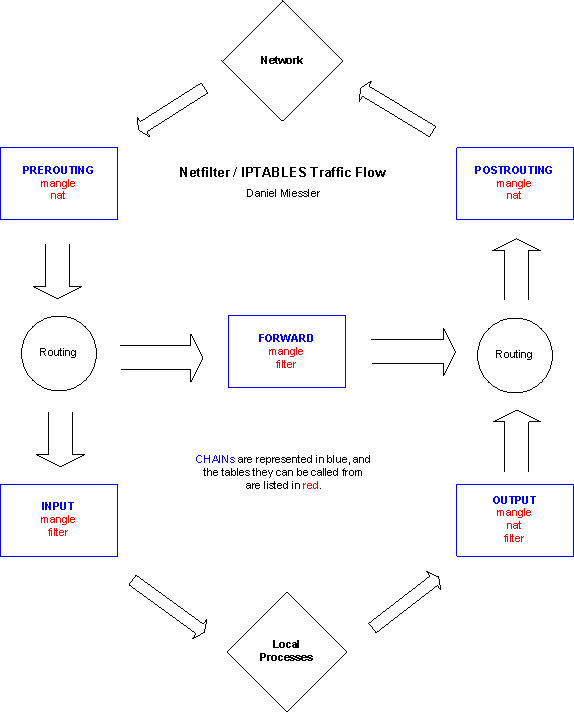 Network
PREROUTING
mangle
nat
Netfilter / IPTABLES Traffic Flow
Daniel Miessler
POSTROUTING
mangle
nat
Routing
FORWARD
mangle
filter
Routing
CHAINs are represented in blue, and
the tables they can be called from
are listed in red.
INPUT
mangle
filter
OUTPUT
mangle
nat
filter
Local
Processes